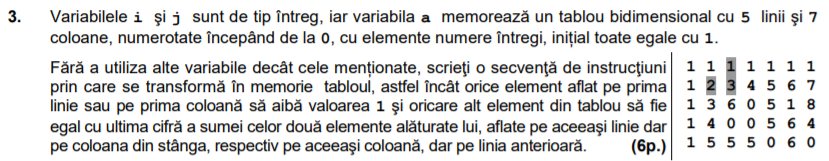 3. Variabilele i şi j sunt de tip întreg, iar variabila a memorează un tablou bidimensional cu 5 linii şi 7
coloane, numerotate începând de la 0, cu elemente numere întregi, iniţial toate egale cu 1.
Fără a utiliza alte variabile decât cele menţionate, scrieţi o secvenţă de instrucţiuni
prin care se transformă în memorie tabloul, astfel încât orice element aflat pe prima
linie sau pe prima coloană să aibă valoarea 1 şi oricare alt element din tablou să fie
egal cu ultima cifră a sumei celor două elemente alăturate lui, aflate pe aceeaşi linie dar
pe coloana din stânga, respectiv pe aceeaşi coloană, dar pe linia anterioară. (6p.)
1 1 1 1 1 1 1
1 2 3 4 5 6 7
1 3 6 0 5 1 8
1 4 0 0 5 6 4
1 5 5 5 0 6 0